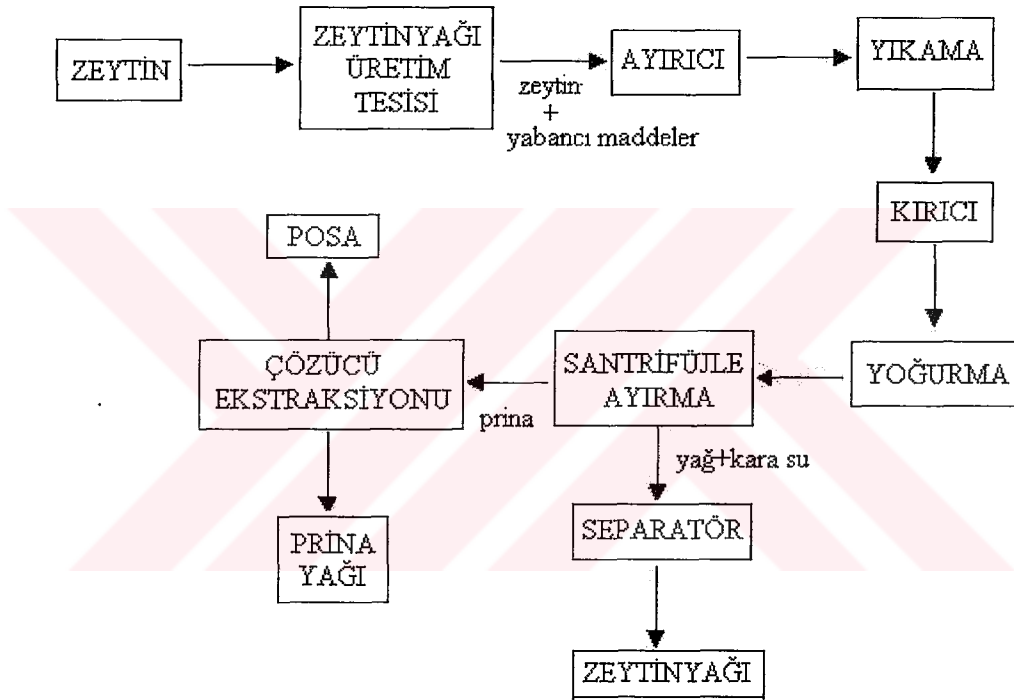 ZEYTİN
ZEYTİNYAĞI
ÜRETİM
TESİSİ
zeytin
+
yabancı maddeler
AYIRICI
YIKAMA
KIRICI
YOĞURMA
SANTRİFÜJLE
AYIRMA
prina
ÇÖZÜCÜ
EKSTRAKSİYONU
POSA
PRİNA
YAĞI
yağ+kara su
SEPARATÖR
ZEYTİNYAĞI